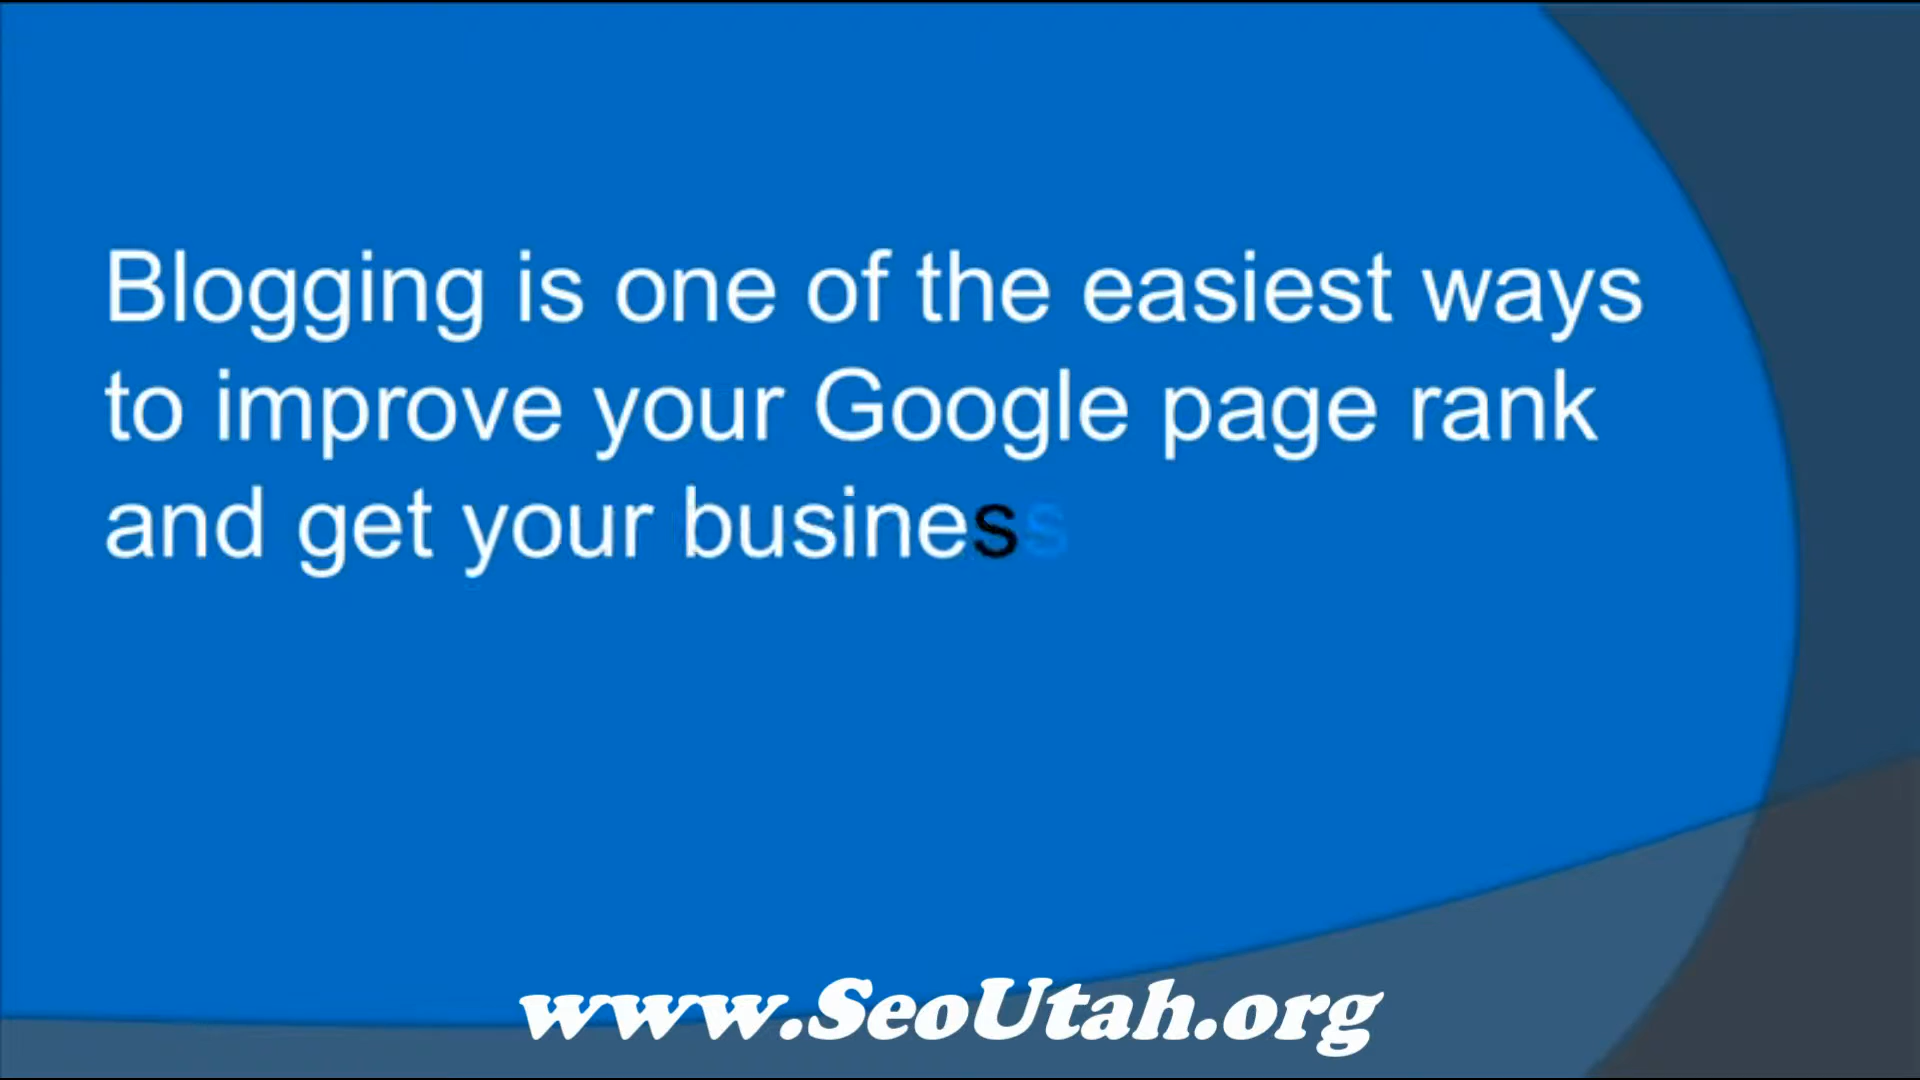 Blogging is one of the easiest ways
to improve your Google page rank
and get your business
www.SeoUtah.org